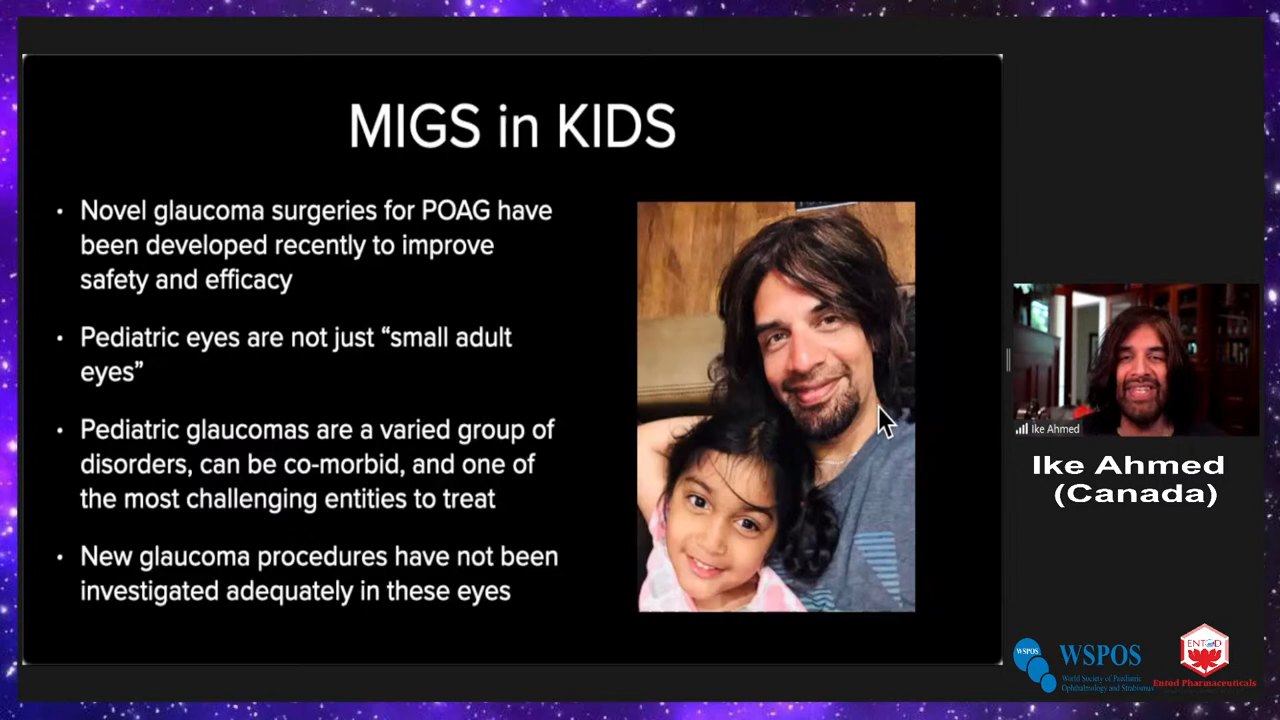 MIGS in KIDS
• Novel glaucoma surgeries for POAG have
been developed recently to improve
safety and efficacy
• Pediatric eyes are not just “small adult
eyes”
• Pediatric glaucomas are a varied group of
disorders, can be co-morbid, and one of
the most challenging entities to treat
• New glaucoma procedures have not been
investigated adequately in these eyes
Ike Ahmed
Ike Ahmed
(Canada)
WSPOS
WSPOS
World Society of Paediatric
Ophthalmology and Strabismus
ENTOD
Entod Pharmaceuticals